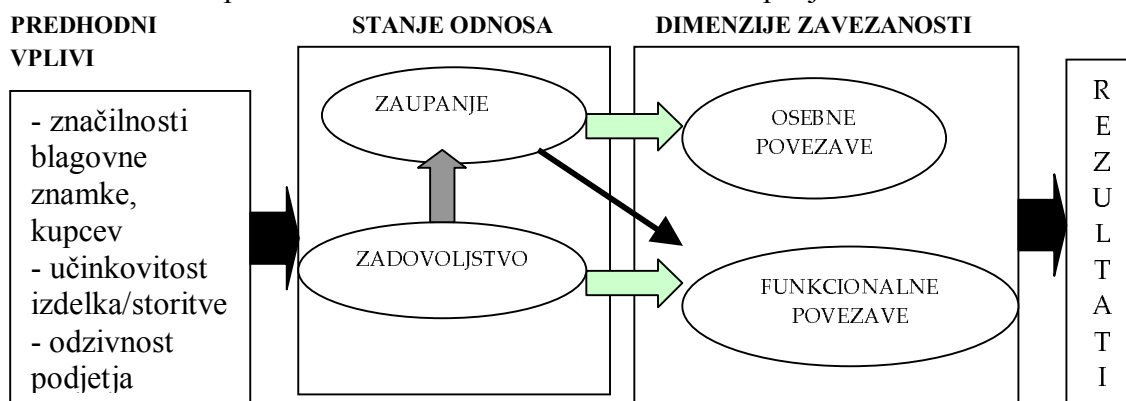 PREDHODNI
VPLIVI
STANJE ODNOSA
DIMENZIJE ZAVEZANOSTI
- značilnosti
blagovne
znamke,
kupcev
- učinkovitost
izdelka/storitve
- odzivnost
podjetja
ZAUPANJE
ZADOVOLJSTVO
OSEBNE
POVEZAVE
FUNKCIONALNE
POVEZAVE
R
E
Z
U
L
T
A
T
I